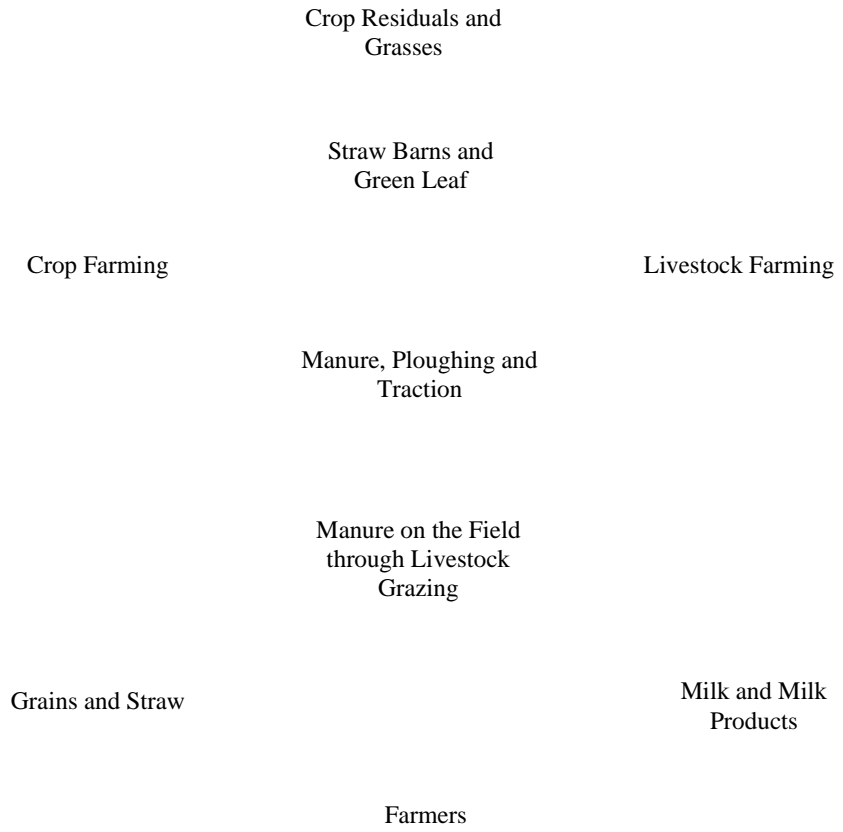 Crop Residuals and
Grasses
Straw Barns and
Green Leaf
Crop Farming
Livestock Farming
Manure, Ploughing and
Traction
Manure on the Field
through Livestock
Grazing
Grains and Straw
Milk and Milk
Products
Farmers